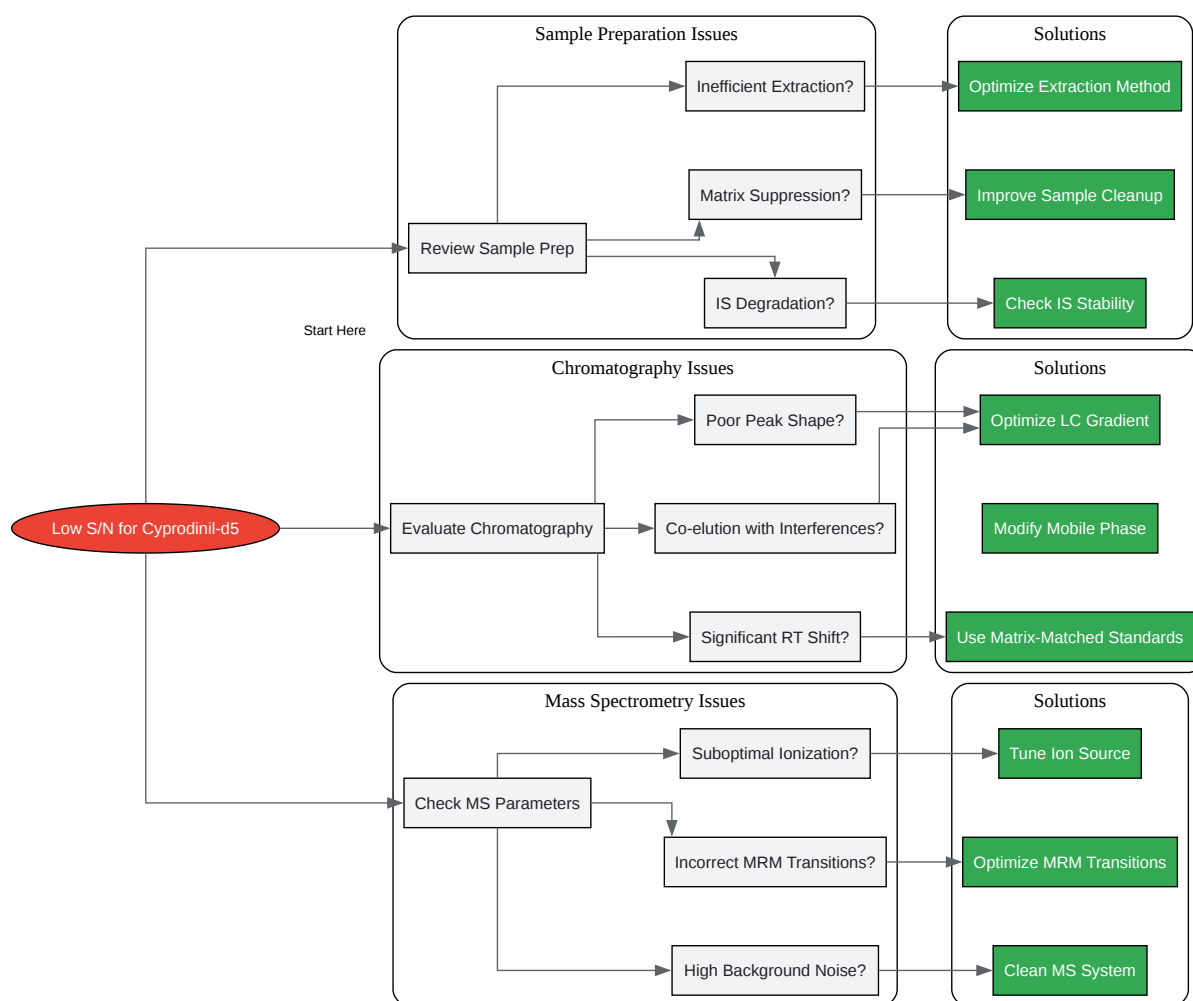 Sample Preparation Issues
Solutions
Inefficient Extraction?
Optimize Extraction Method
Matrix Suppression?
Improve Sample Cleanup
Review Sample Prep
IS Degradation?
Check IS Stability
Start Here
Chromatography Issues
Solutions
Poor Peak Shape?
Optimize LC Gradient
Low S/N for Cyprodinil-d5
Evaluate Chromatography
Co-elution with Interferences?
Modify Mobile Phase
Significant RT Shift?
Use Matrix-Matched Standards
Mass Spectrometry Issues
Solutions
Suboptimal Ionization?
Tune Ion Source
Check MS Parameters
Incorrect MRM Transitions?
Optimize MRM Transitions
High Background Noise?
Clean MS System